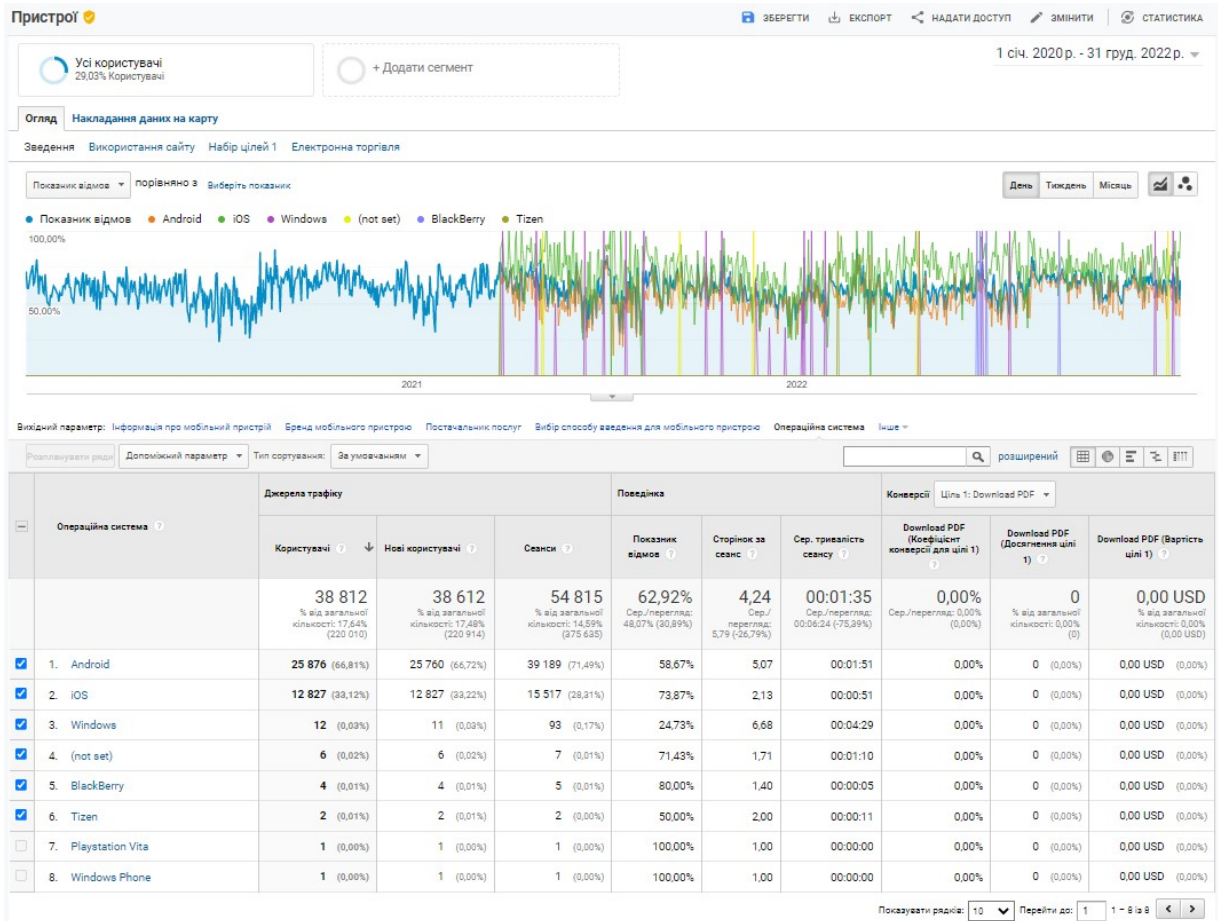 Пристрої
ЗБЕРЕГТИ ЕКСПОРТ НАДАТИ ДОСТУП ЗМІНИТИ СТАТИСТИКА
Усі користувачі
29,03% Користувачі
+ Додати сегмент
1 січ. 2020 р. - 31 груд. 2022 р.
Огляд Накладання даних на карту
Зведення Використання сайту Набір цілей 1 Електронна торгівля
Показник відмов порівняно з Виберіть показник
День Тиждень Місяць
Показник відмов Android iOS Windows (not set) BlackBerry Tizen
100,00%
50,00%
2021 2022
Вихідний параметр: Інформація про мобільний пристрій Бренд мобільного пристрою Постачальник послуг Вибір способу введення для мобільного пристрою Операційна система Інше
Розпланувати ряди Допоміжний параметр Тип сортування: За умовчанням розширений
Джерела трафіку Поведінка Конверсії Ціль 1: Download PDF
Операційна система ?
Користувачі ? Нові користувачі ? Сеанси ? Показник відмов ? Сторінок за сеанс ? Сер. тривалість сеансу ? Download PDF (Коефіцієнт конверсії для цілі 1) ? Download PDF (Досягнення цілі 1) ? Download PDF (Вартість цілі 1) ?
38 812 38 612 54 815 62,92% 4,24 00:01:35 0,00% 0 0,00 USD
% від загальної кількості: 17,64% (220 010) % від загальної кількості: 17,48% (220 914) % від загальної кількості: 14,59% (375 635) Сер./перегляд: 48,07% (30,89%) Сер./перегляд: 5,79 (-26,79%) Сер./перегляд: 00:06:24 (-75,39%) Сер./перегляд: 0,00% (0,00%) % від загальної кількості: 0,00% (0) % від загальної кількості: 0,00% (0,00 USD)
1. Android 25 876 (66,81%) 25 760 (66,72%) 39 189 (71,49%) 58,67% 5,07 00:01:51 0,00% 0 (0,00%) 0,00 USD (0,00%)
2. iOS 12 827 (33,12%) 12 827 (33,22%) 15 517 (28,31%) 73,87% 2,13 00:00:51 0,00% 0 (0,00%) 0,00 USD (0,00%)
3. Windows 12 (0,03%) 11 (0,03%) 93 (0,17%) 24,73% 6,68 00:04:29 0,00% 0 (0,00%) 0,00 USD (0,00%)
4. (not set) 6 (0,02%) 6 (0,02%) 7 (0,01%) 71,43% 1,71 00:01:10 0,00% 0 (0,00%) 0,00 USD (0,00%)
5. BlackBerry 4 (0,01%) 4 (0,01%) 5 (0,01%) 80,00% 1,40 00:00:05 0,00% 0 (0,00%) 0,00 USD (0,00%)
6. Tizen 2 (0,01%) 2 (0,01%) 2 (0,00%) 50,00% 2,00 00:00:11 0,00% 0 (0,00%) 0,00 USD (0,00%)
7. Playstation Vita 1 (0,00%) 1 (0,00%) 1 (0,00%) 100,00% 1,00 00:00:00 0,00% 0 (0,00%) 0,00 USD (0,00%)
8. Windows Phone 1 (0,00%) 1 (0,00%) 1 (0,00%) 100,00% 1,00 00:00:00 0,00% 0 (0,00%) 0,00 USD (0,00%)
Показувати рядків: 10 Перейти до: 1 1 – 8 із 8